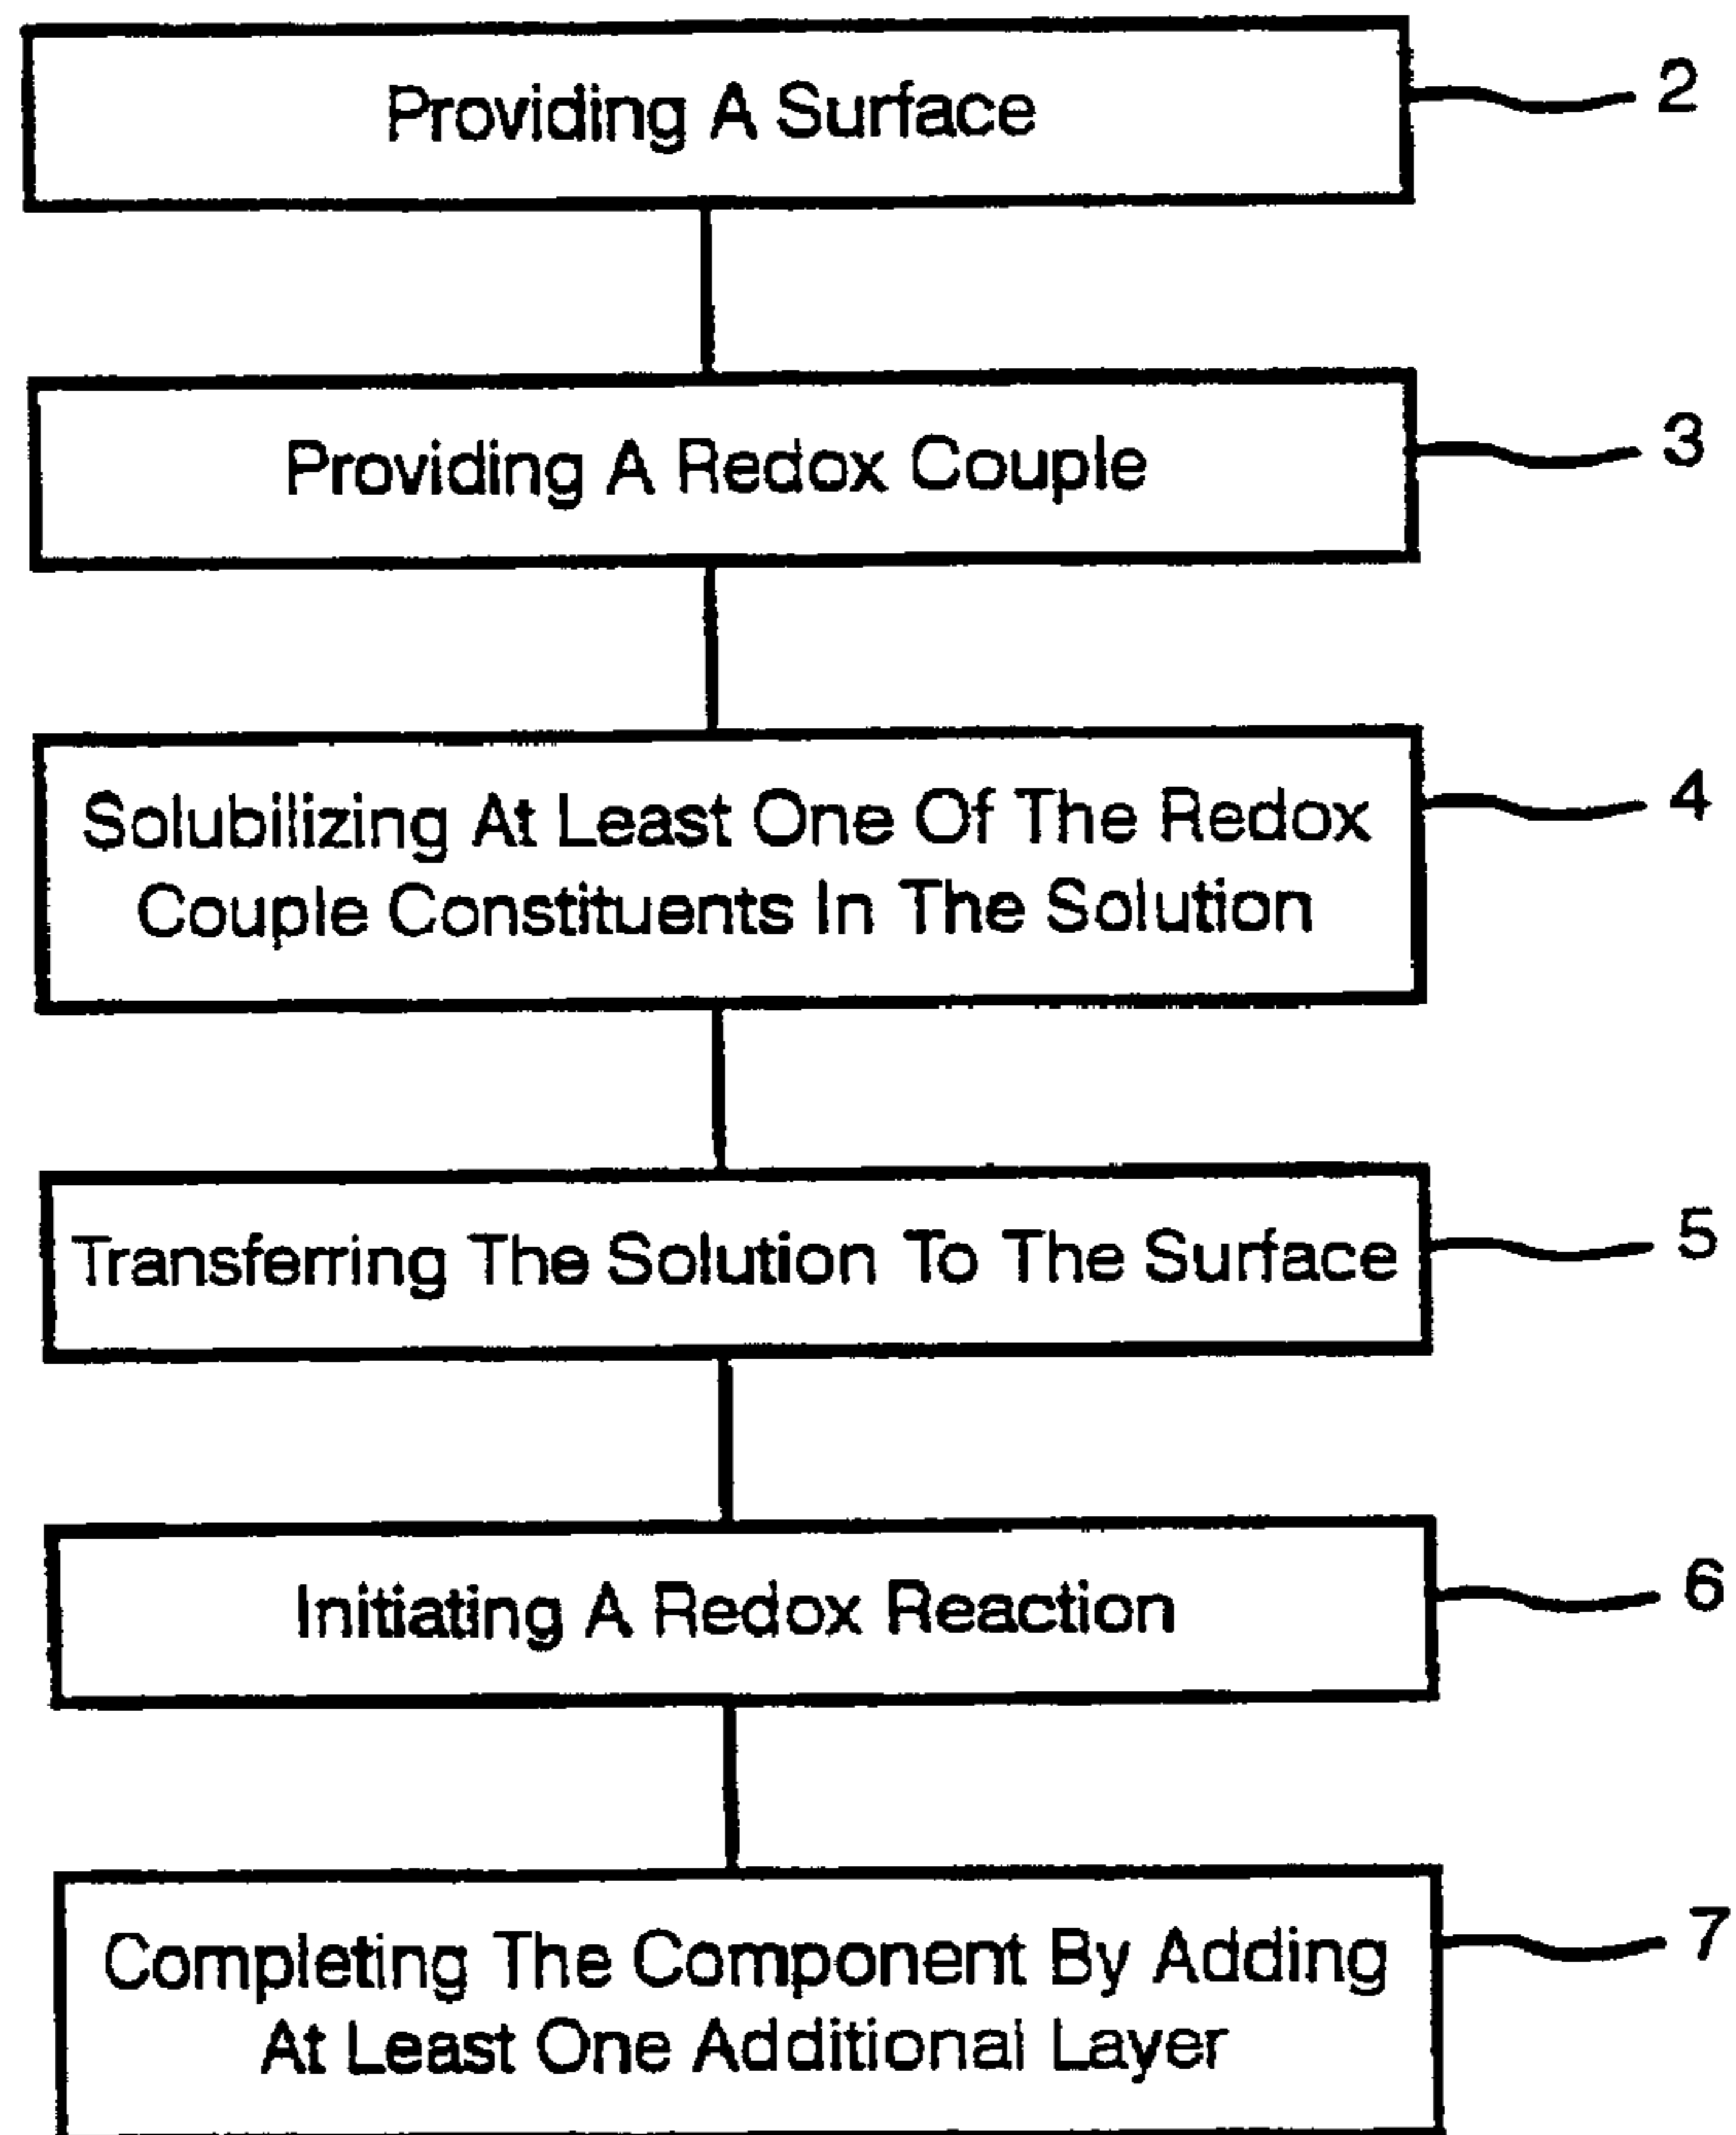 Providing A Surface
2
Providing A Redox Couple
3
Solubilizing At Least One Of The Redox
Couple Constituents In The Solution
4
Transferring The Solution To The Surface
5
Initiating A Redox Reaction
6
Completing The Component By Adding
At Least One Additional Layer
7